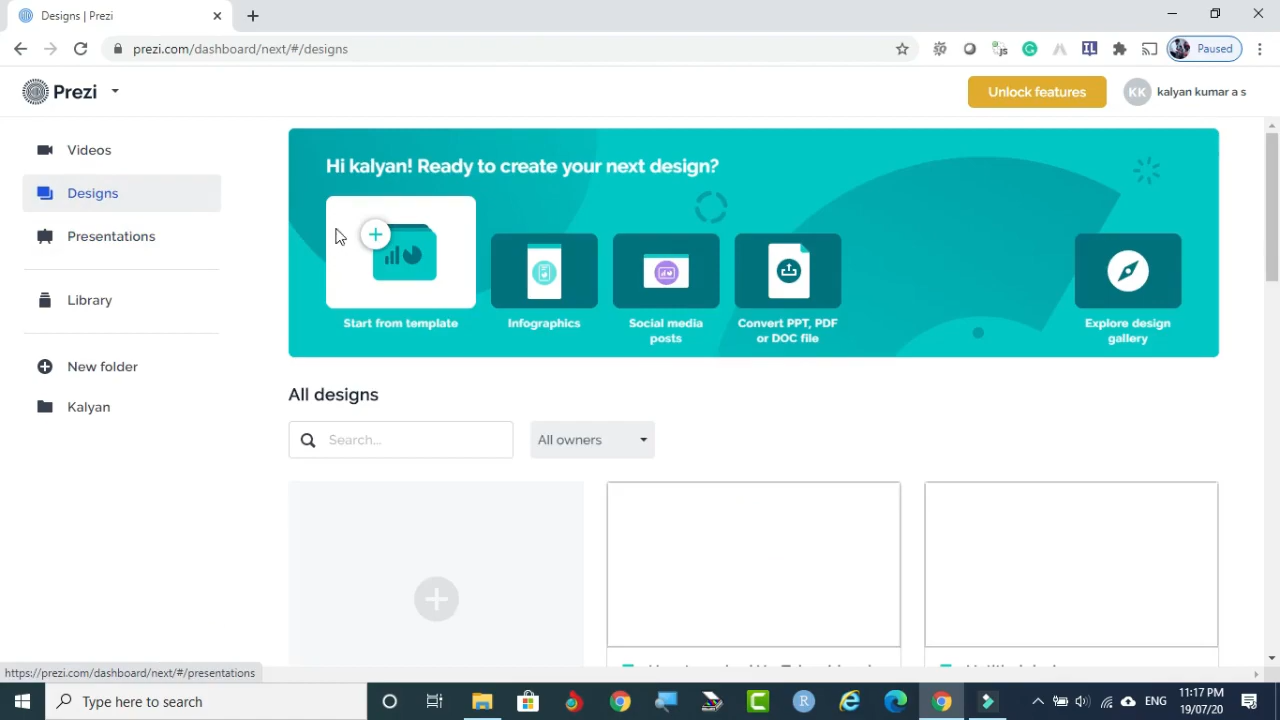 Designs | Prezi
prezi.com/dashboard/next/#/designs
IL
Paused
Prezi
Unlock features
KK
kalyan kumar a s
Videos
Designs
Presentations
Library
New folder
Kalyan
Hi kalyan! Ready to create your next design?
Start from template
Infographics
Social media
posts
Convert PPT, PDF
or DOC file
Explore design
gallery
All designs
Search...
All owners
https://prezi.com/dashboard/next/#/presentations
Type here to search
ENG
11:17 PM
19/07/20